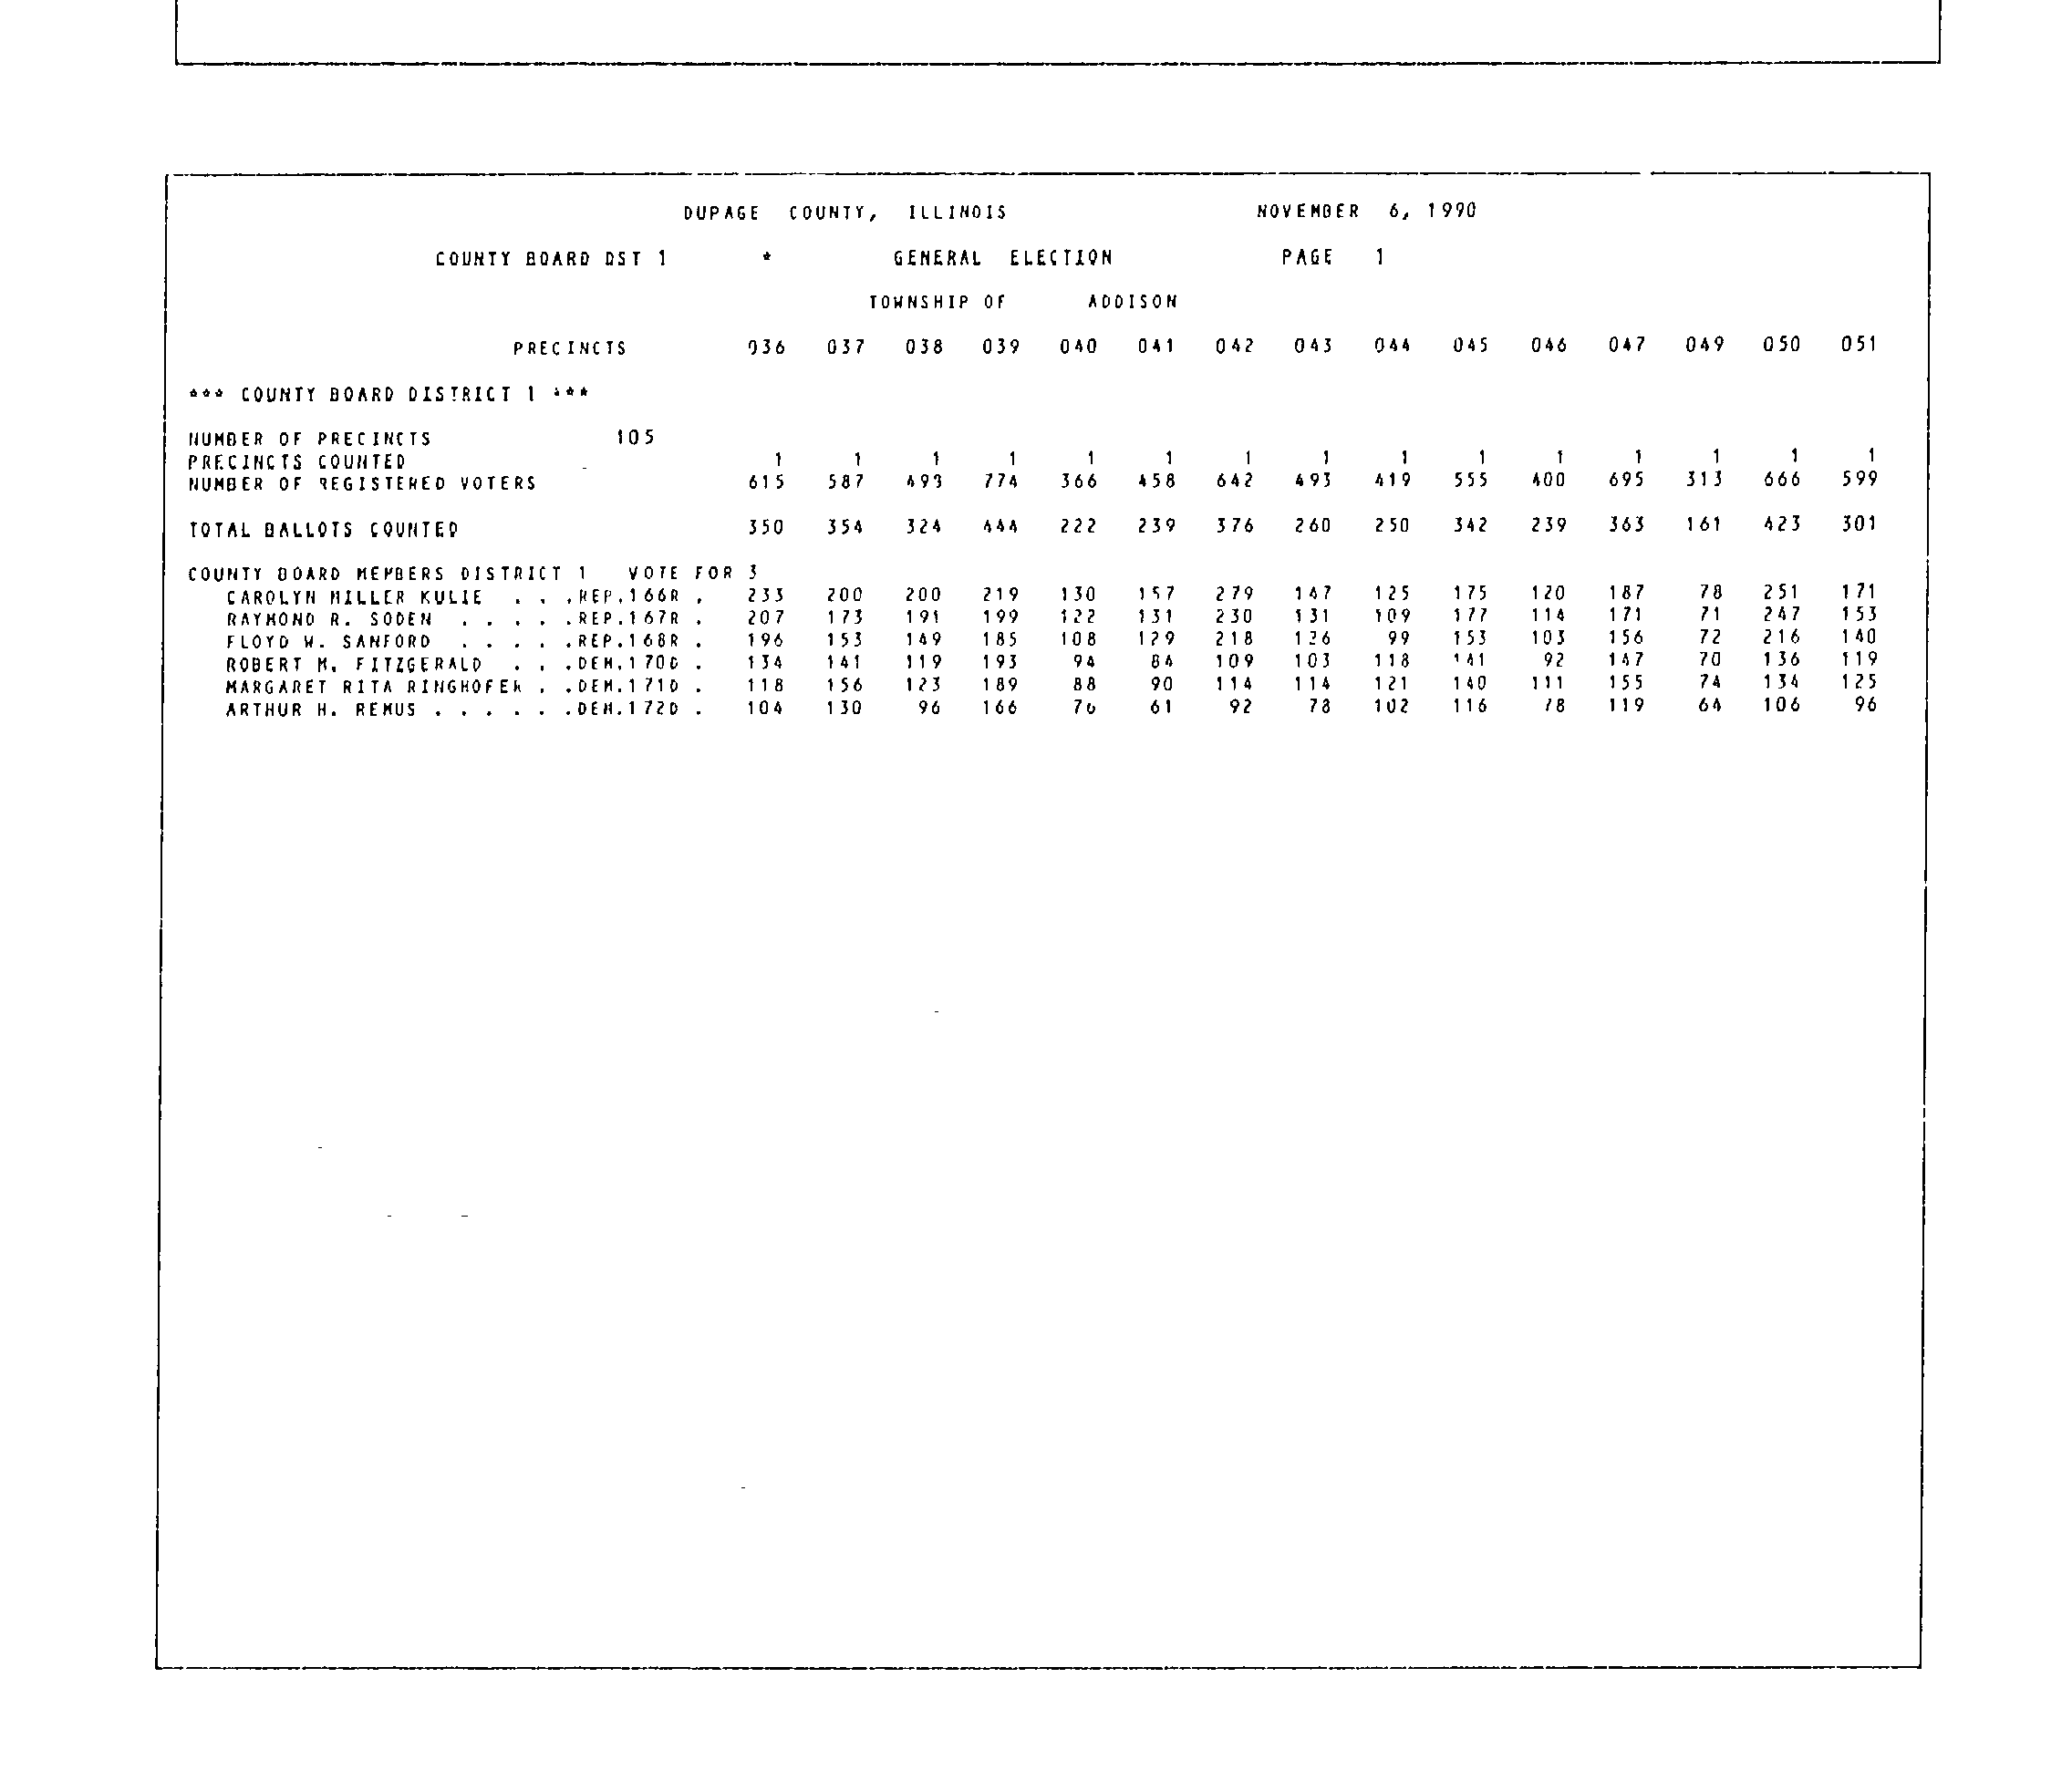 DUPAGE COUNTY, ILLINOIS NOVEMBER 6, 1990
COUNTY BOARD DST 1 * GENERAL ELECTION PAGE 1
TOWNSHIP OF ADDISON
PRECINCTS 036 037 038 039 040 041 042 043 044 045 046 047 049 050 051
*** COUNTY BOARD DISTRICT 1 ***
NUMBER OF PRECINCTS 105
PRECINCTS COUNTED 1 1 1 1 1 1 1 1 1 1 1 1 1 1 1
NUMBER OF REGISTERED VOTERS 615 587 493 774 366 458 642 493 419 555 400 695 313 666 599
TOTAL BALLOTS COUNTED 350 354 324 444 222 239 376 260 250 342 239 363 161 423 301
COUNTY BOARD MEMBERS DISTRICT 1 VOTE FOR 3
CAROLYN MILLER KULIE . . .REP.166R . 233 200 200 219 130 157 279 147 125 175 120 187 78 251 171
RAYMOND R. SODEN . . . . .REP.167R . 207 173 191 199 122 131 230 131 109 177 114 171 71 247 153
FLOYD W. SANFORD . . . . .REP.168R . 196 153 149 185 108 129 218 126 99 153 103 156 72 216 140
ROBERT M. FITZGERALD . . .DEM.170D . 134 141 119 193 94 84 109 103 118 141 92 147 70 136 119
MARGARET RITA RINGHOFER . .DEM.171D . 118 156 123 189 88 90 114 114 121 140 111 155 74 134 125
ARTHUR H. REMUS . . . . . .DEM.172D . 104 130 96 166 76 61 92 78 102 116 78 119 64 106 96